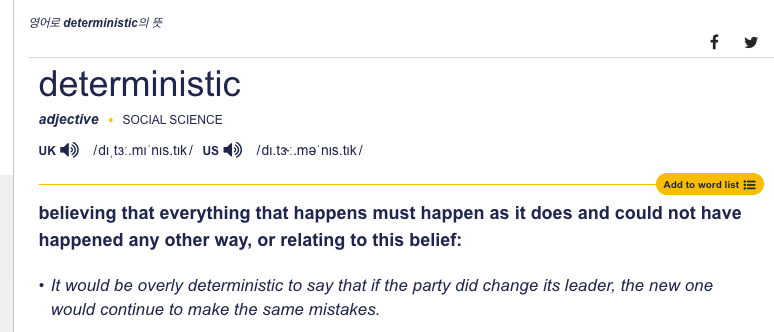 영어로 deterministic의 뜻
deterministic
adjective • SOCIAL SCIENCE
UK /dɪˌtɜː.mɪˈnɪs.tɪk/ US /dɪ.tɝː.məˈnɪs.tɪk/
Add to word list
believing that everything that happens must happen as it does and could not have
happened any other way, or relating to this belief:
• It would be overly deterministic to say that if the party did change its leader, the new one
would continue to make the same mistakes.